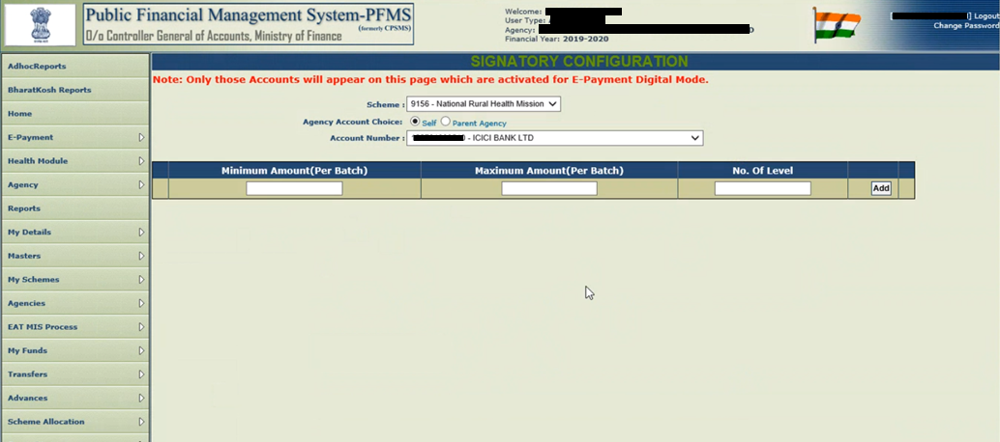 Public Financial Management System-PFMS
(formerly CPSMS)
O/o Controller General of Accounts, Ministry of Finance
Welcome:
User Type:
Agency:
Financial Year: 2019-2020
[ ] Logout
Change Password
AdhocReports
BharatKosh Reports
Home
E-Payment
Health Module
Agency
Reports
My Details
Masters
My Schemes
Agencies
EAT MIS Process
My Funds
Transfers
Advances
Scheme Allocation
SIGNATORY CONFIGURATION
Note: Only those Accounts will appear on this page which are activated for E-Payment Digital Mode.
Scheme : 9156 - National Rural Health Mission
Agency Account Choice: Self Parent Agency
Account Number : - ICICI BANK LTD
Minimum Amount(Per Batch) Maximum Amount(Per Batch) No. Of Level
Add